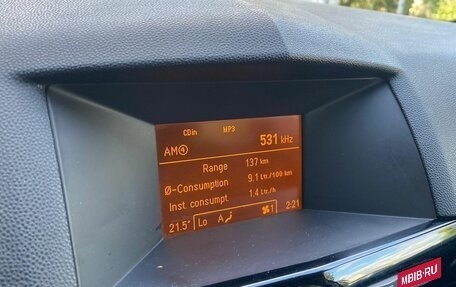 CDin MP3
AM④ 531 kHz
Range 137 km
Ø-Consumption 9.1 Ltr./100 km
Inst. consumpt. 1.4 Ltr./h
21.5° Lo A 1 2:21
MBIB.RU